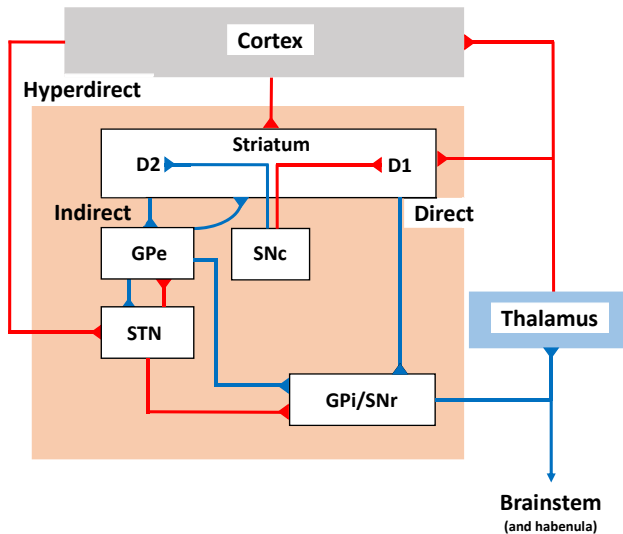 Cortex
Hyperdirect
Striatum
D2
D1
Indirect
Direct
GPe
SNc
STN
Thalamus
GPi/SNr
Brainstem
(and habenula)